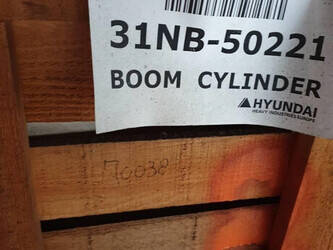 31NB-50221
BOOM CYLINDER
HYUNDAI
HEAVY INDUSTRIES EUROPE
70038